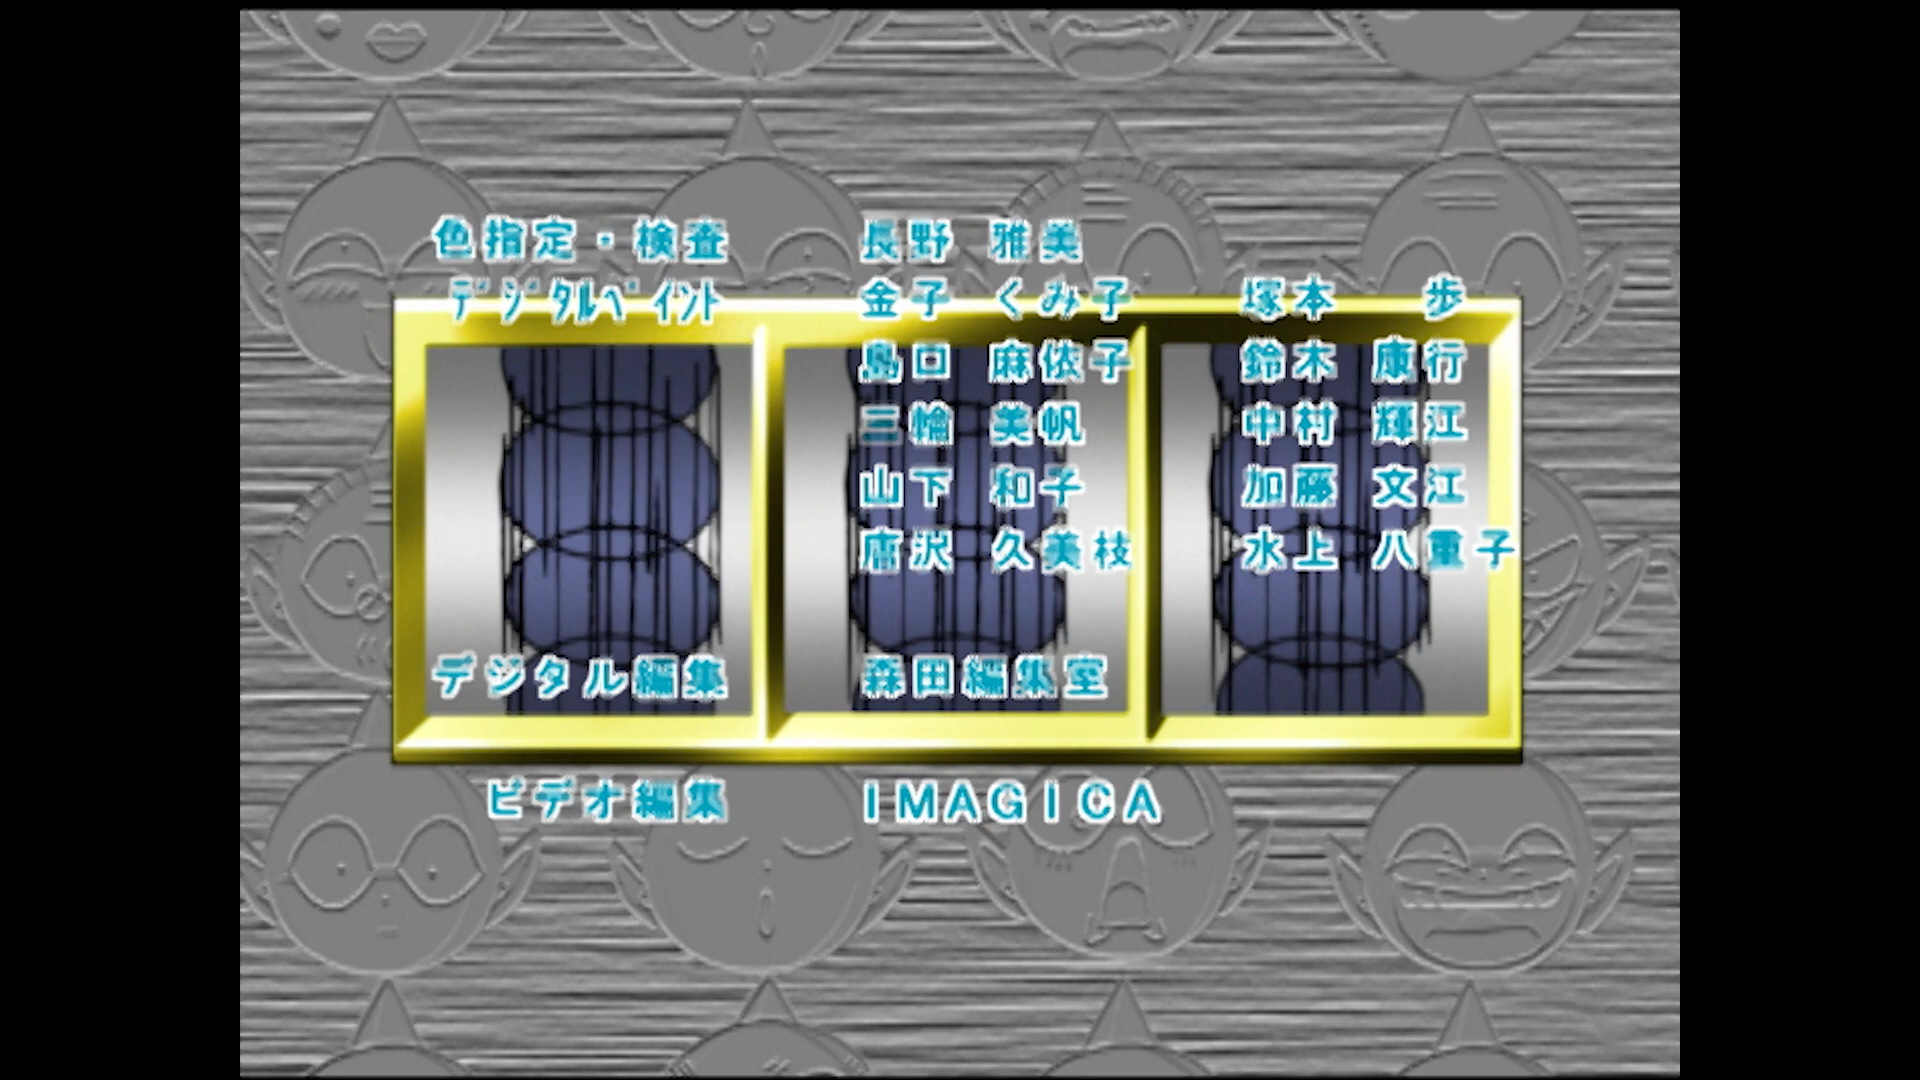 色指定・検査 長野 雅美
デジタルペイント 金子 くみ子 塚本 歩
島口 麻依子 鈴木 康行
三輪 美帆 中村 輝江
山下 和子 加藤 文江
唐沢 久美枝 水上 八重子
デジタル編集 森田編集室
ビデオ編集 IMAGICA